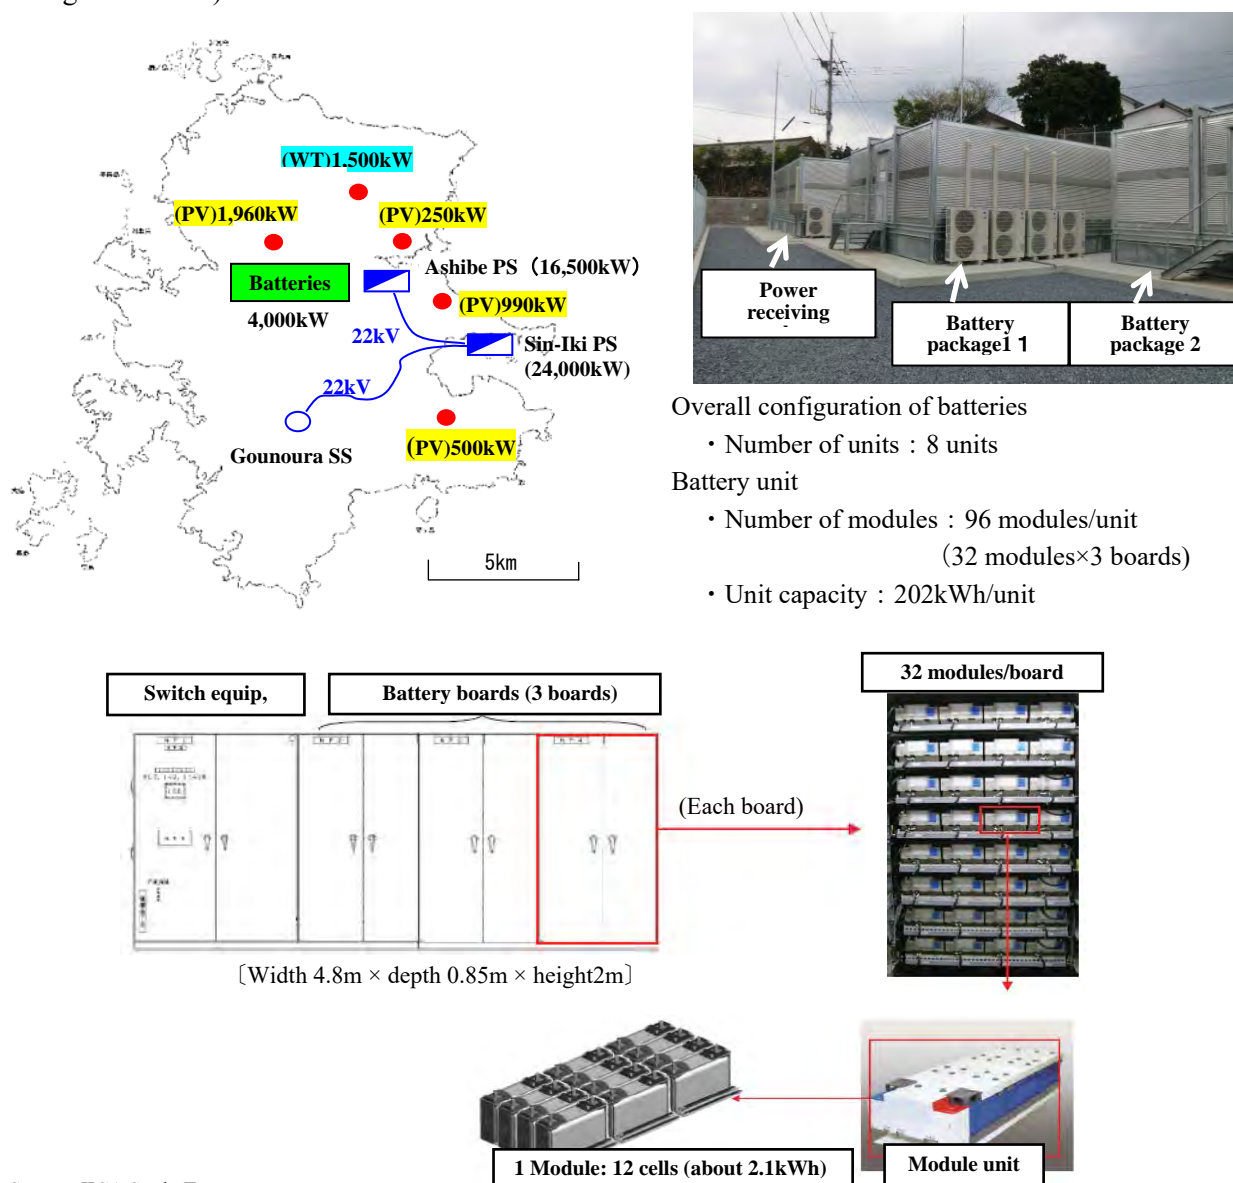 (WT)1,500kW
(PV)1,960kW
(PV)250kW
Batteries
4,000kW
Ashibe PS（16,500kW）
(PV)990kW
22kV
Sin-Iki PS
(24,000kW)
22kV
Gounoura SS
(PV)500kW
5km
Power
receiving
Battery
package1 1
Battery
package 2
Overall configuration of batteries
・Number of units：8 units
Battery unit
・Number of modules：96 modules/unit
（32 modules×3 boards)
・Unit capacity：202kWh/unit
Switch equip,
Battery boards (3 boards)
32 modules/board
(Each board)
〔Width 4.8m × depth 0.85m × height2m〕
1 Module: 12 cells (about 2.1kWh)
Module unit